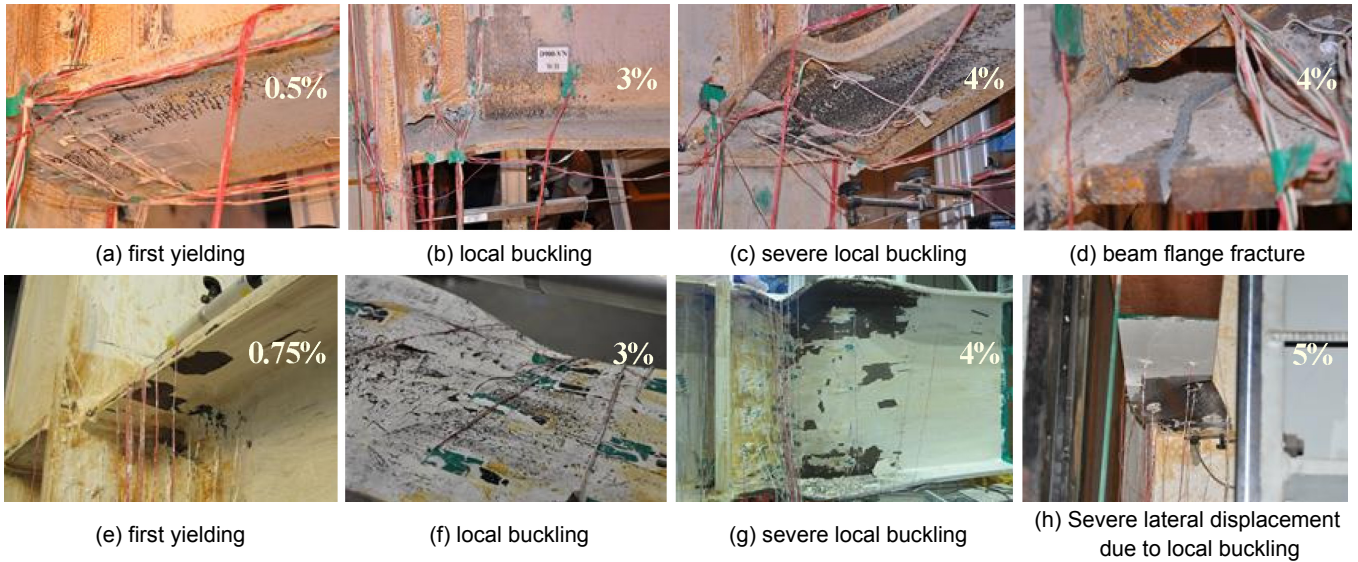 0.5%
3%
4%
4%
(a) first yielding
(b) local buckling
(c) severe local buckling
(d) beam flange fracture
0.75%
3%
4%
5%
(e) first yielding
(f) local buckling
(g) severe local buckling
(h) Severe lateral displacement
due to local buckling